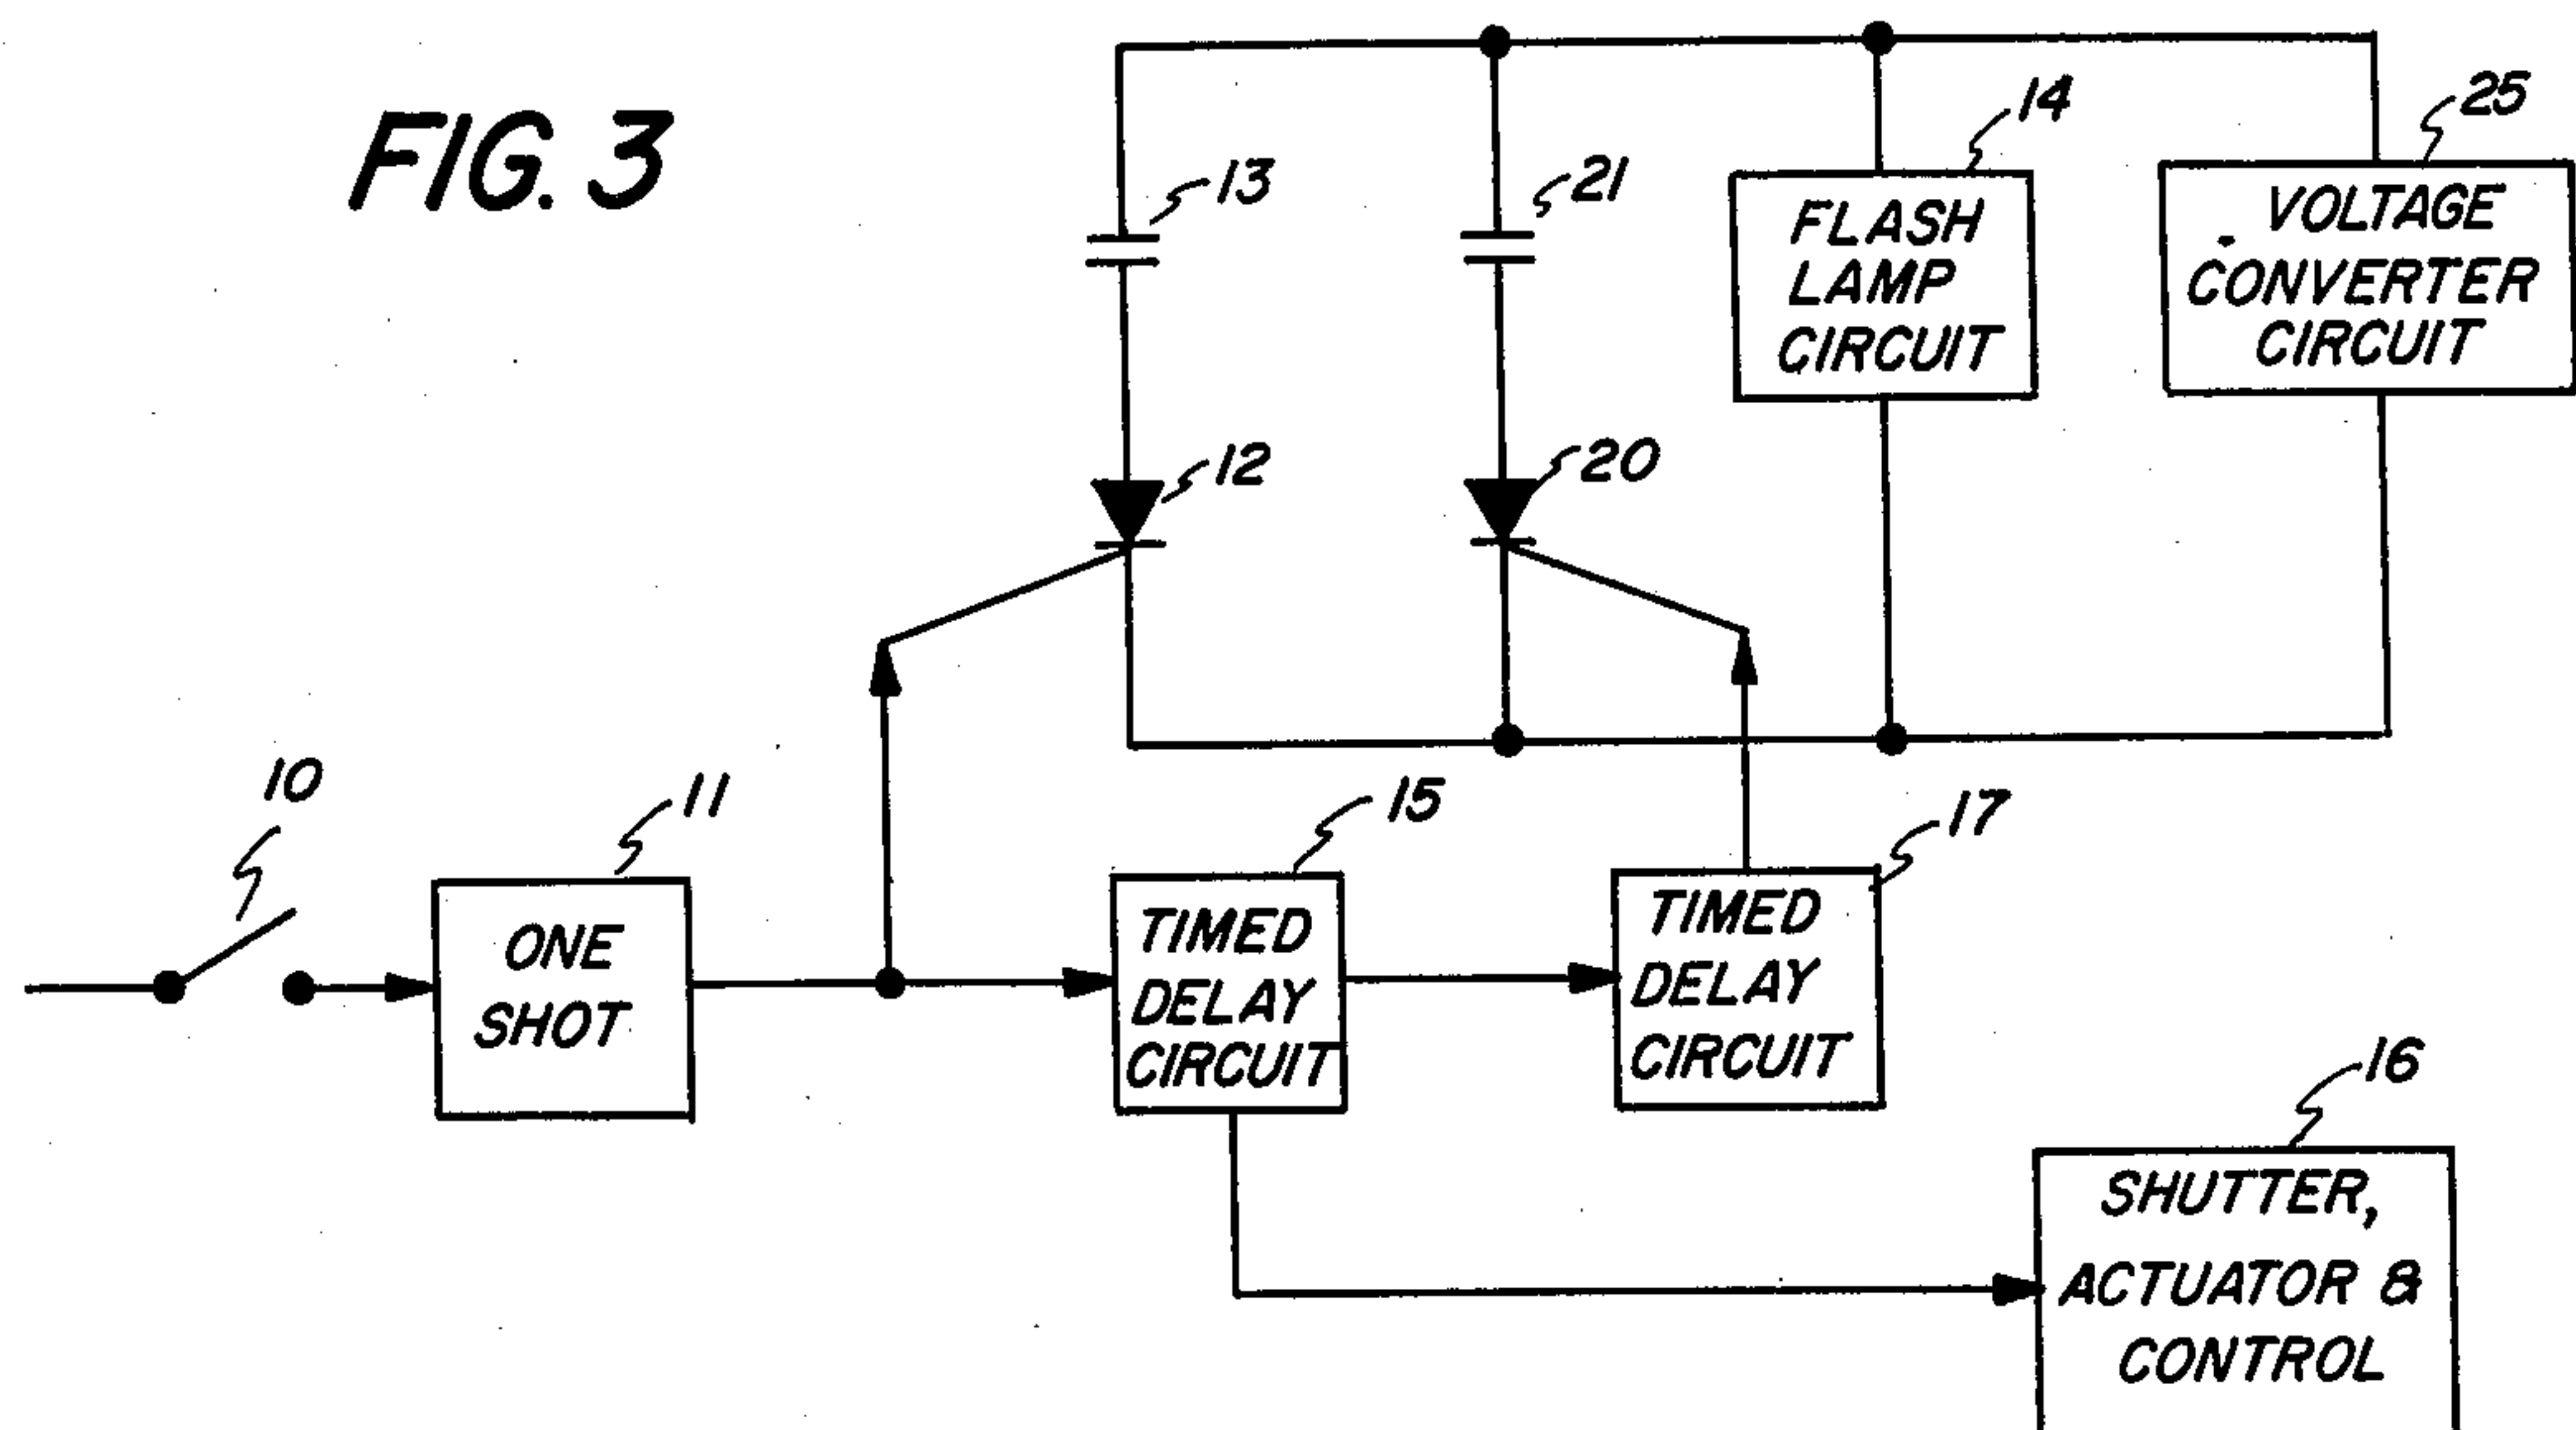 FIG. 3
13
21
14
25
FLASH
LAMP
CIRCUIT
VOLTAGE
CONVERTER
CIRCUIT
12
20
10
11
15
17
ONE
SHOT
TIMED
DELAY
CIRCUIT
TIMED
DELAY
CIRCUIT
16
SHUTTER,
ACTUATOR &
CONTROL